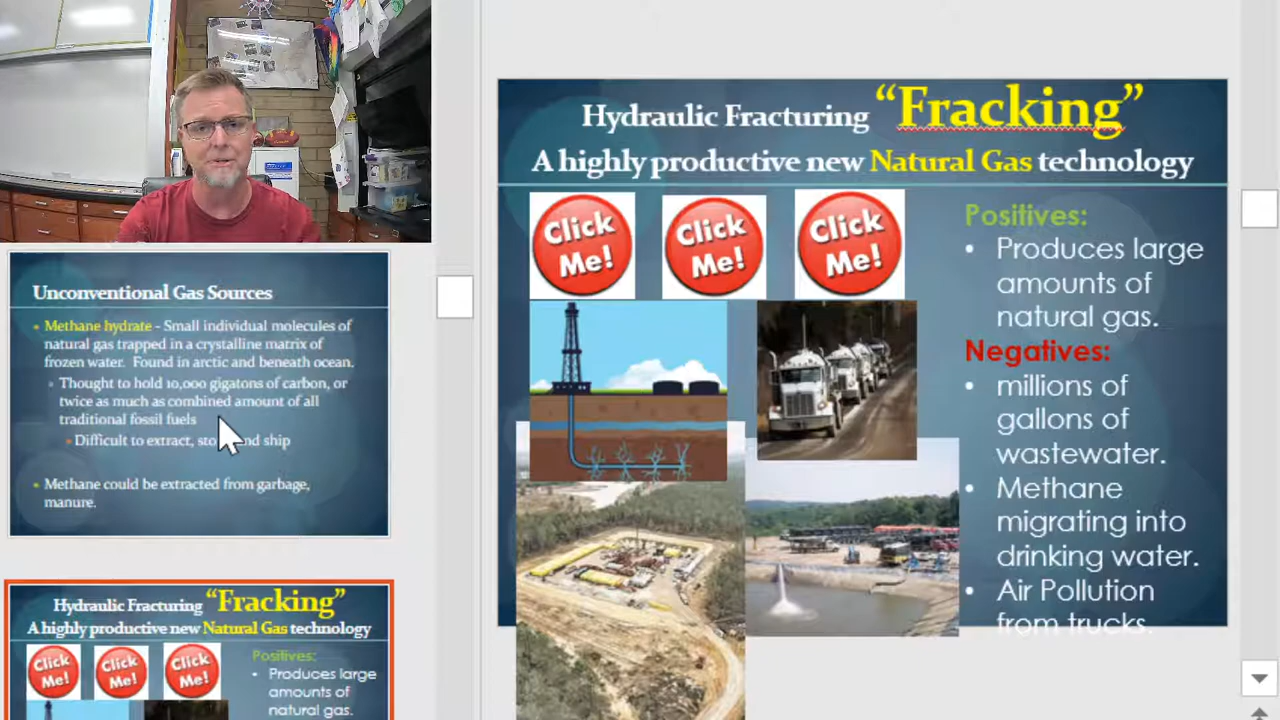 Unconventional Gas Sources
• Methane hydrate - Small individual molecules of
natural gas trapped in a crystalline matrix of
frozen water. Found in arctic and beneath ocean.
• Thought to hold 10,000 gigatons of carbon, or
twice as much as combined amount of all
traditional fossil fuels
• Difficult to extract, nd ship
• Methane could be extracted from garbage,
manure.
Hydraulic Fracturing "Fracking"
A highly productive new Natural Gas technology
Click Me!
Click Me!
Click Me!
Positives:
• Produces large
amounts of
natural gas.
Hydraulic Fracturing “Fracking”
A highly productive new Natural Gas technology
Click
Me!
Click
Me!
Click
Me!
Positives:
• Produces large
amounts of
natural gas.
Negatives:
• millions of
gallons of
wastewater.
• Methane
migrating into
drinking water.
• Air Pollution
from trucks.